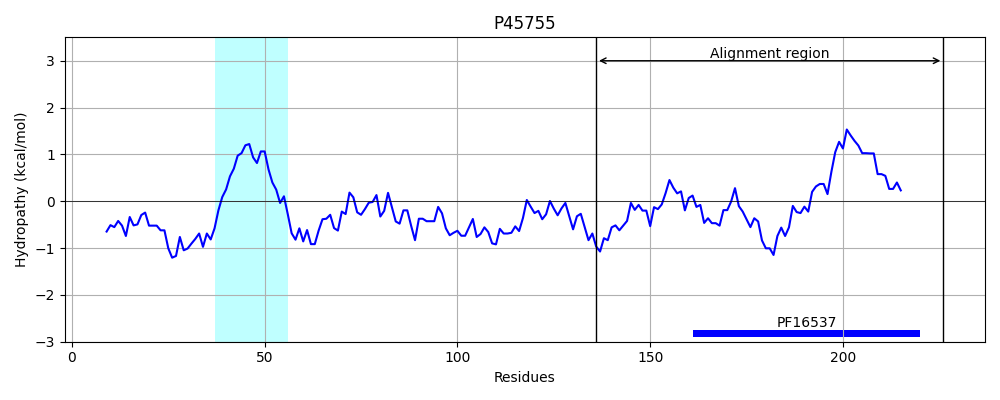 P45755
Alignment region
PF16537
3
2
1
0
−1
−2
−3
0
50
100
150
200
Hydropathy (kcal/mol)
Residues